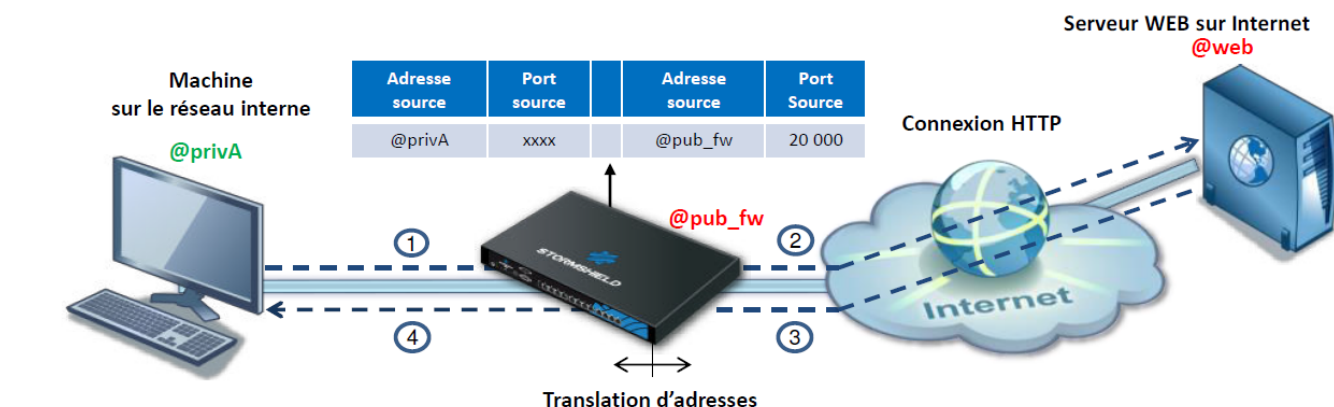 Serveur WEB sur Internet
@web
Machine
sur le réseau interne
@privA
Adresse source
Port source
Adresse source
Port Source
@privA
xxxx
@pub_fw
20 000
Connexion HTTP
@pub_fw
1
2
STORMSHIELD
Internet
4
3
Translation d'adresses